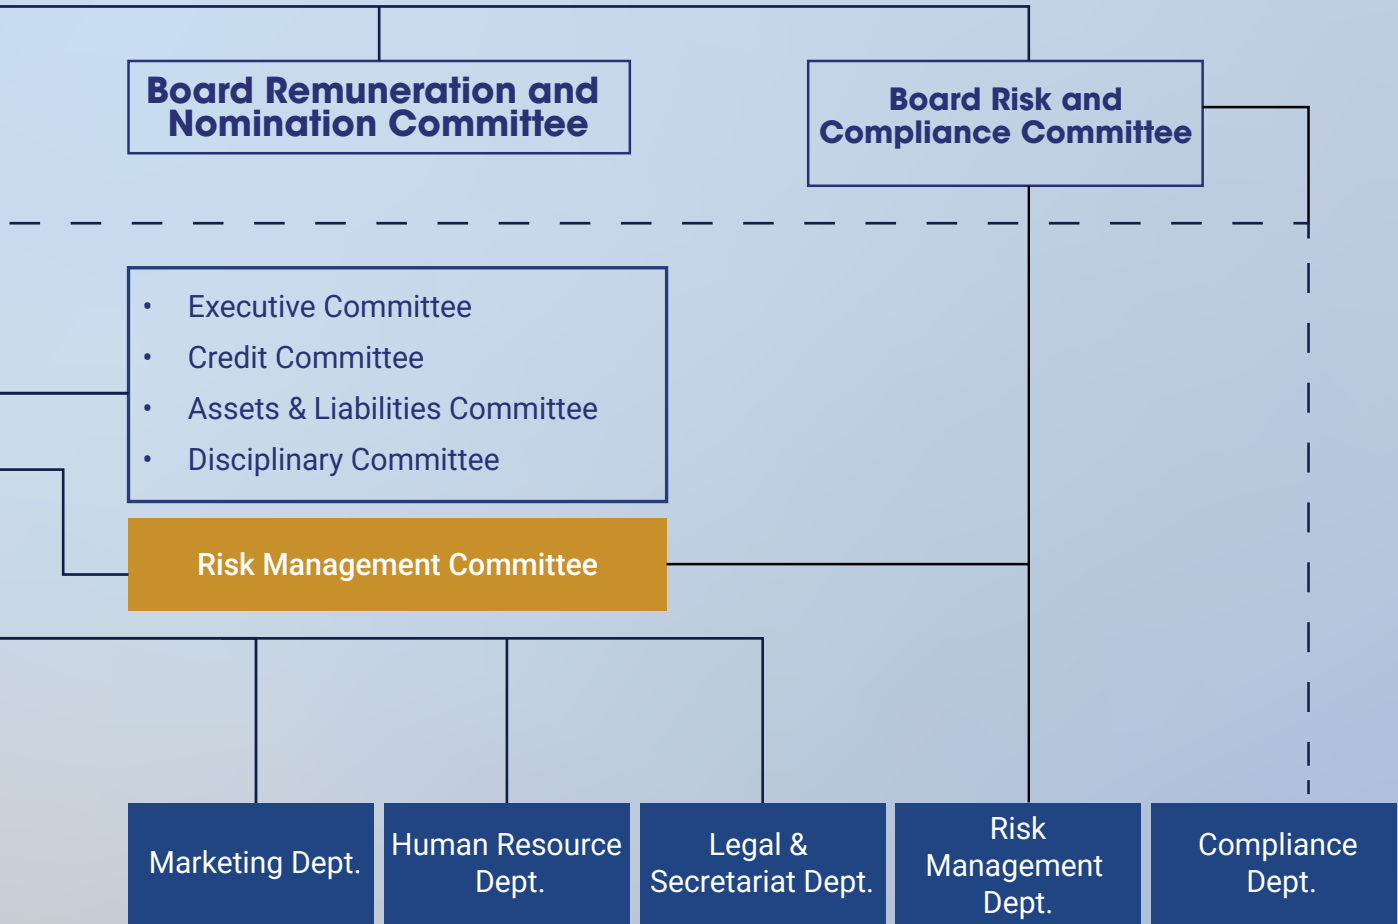 Board Remuneration and
Nomination Committee
Board Risk and
Compliance Committee
• Executive Committee
• Credit Committee
• Assets & Liabilities Committee
• Disciplinary Committee
Risk Management Committee
Marketing Dept.
Human Resource
Dept.
Legal &
Secretariat Dept.
Risk
Management
Dept.
Compliance
Dept.